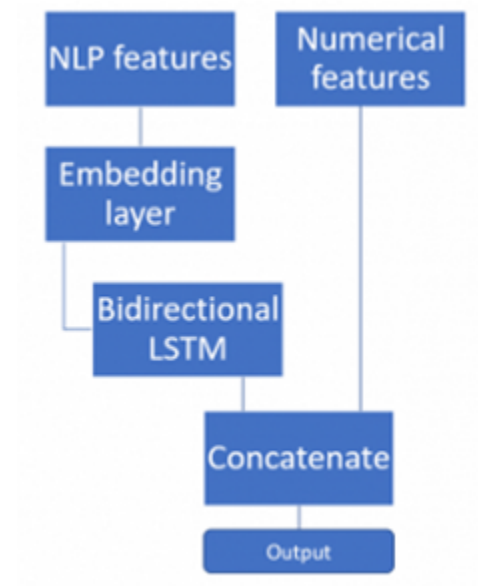 NLP features
Numerical
features
Embedding
layer
Bidirectional
LSTM
Concatenate
Output